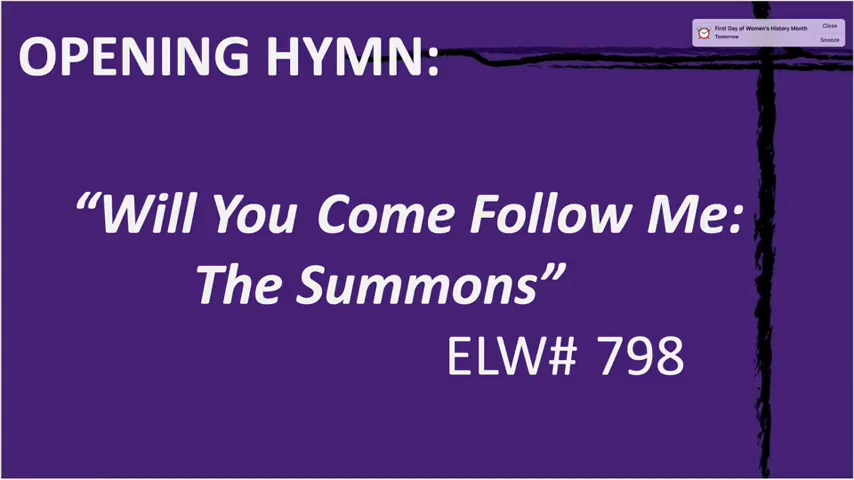 OPENING HYMN:
First Day of Women's History Month
Tomorrow
Close
Snooze
“Will You Come Follow Me:
The Summons”
ELW# 798